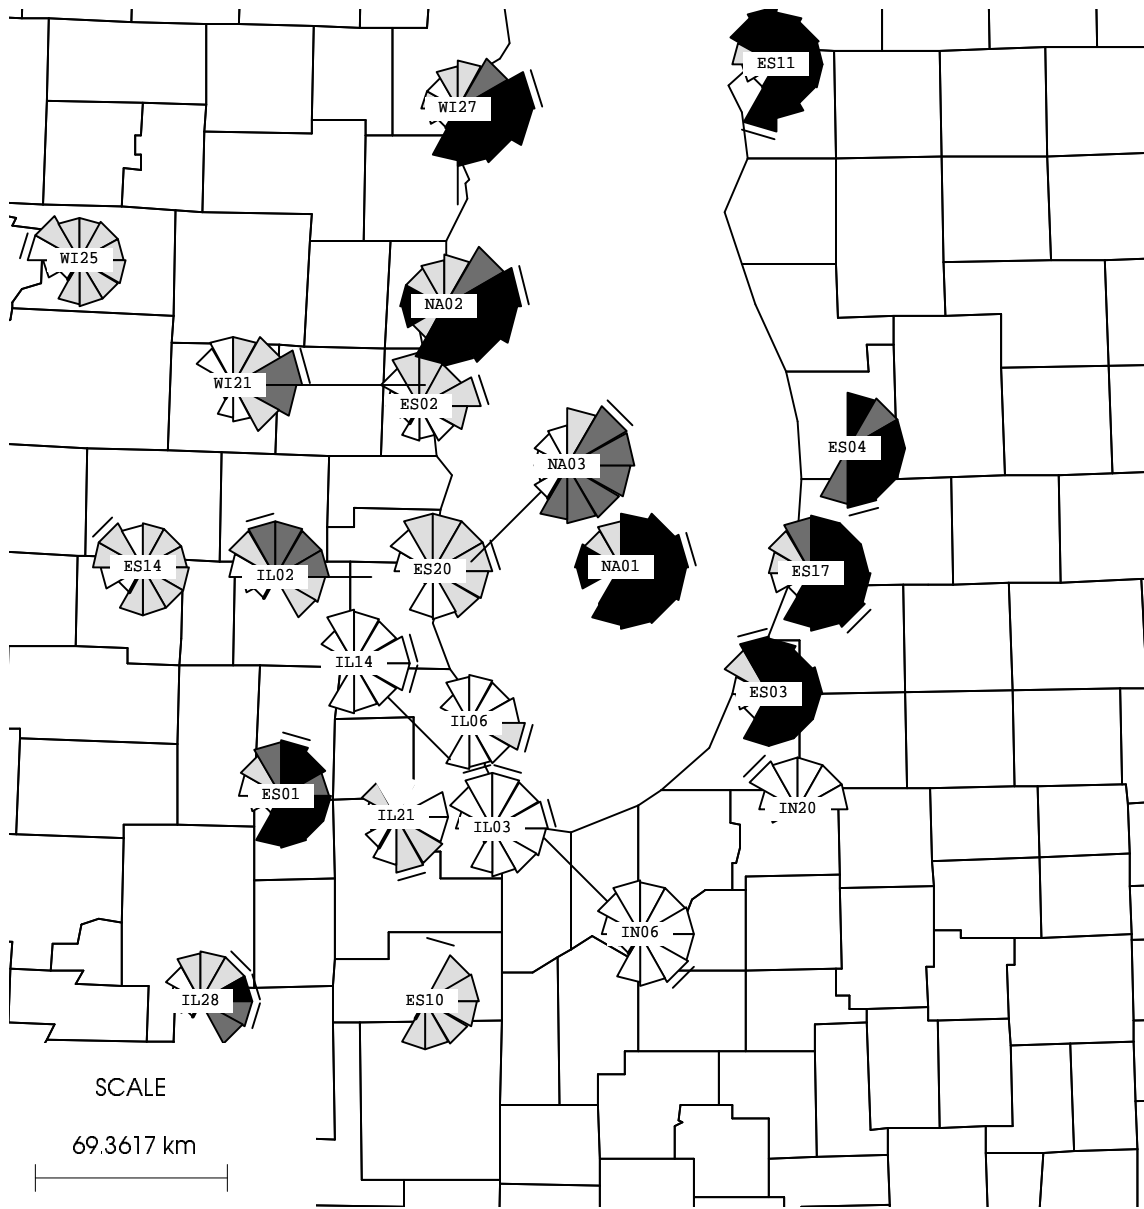 ES11
WI27
WI25
NA02
WI21
ES02
ES04
NA03
ES14
IL02
ES20
NA01
ES17
IL14
ES03
IL06
ES01
IL21
IL03
IN20
IN06
IL28
ES10
SCALE
69.3617 km